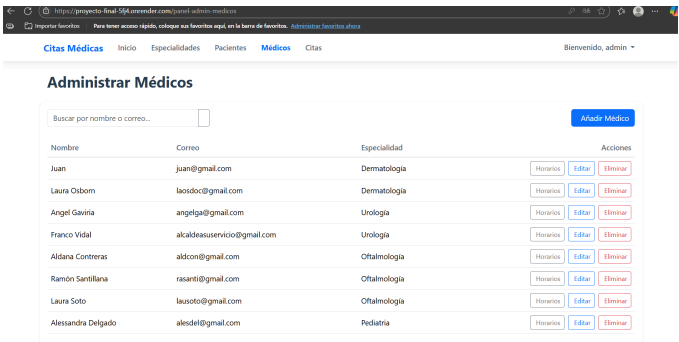 https://proyecto-final-5fj4.onrender.com/panel-admin-medicos
Importar favoritos Para tener acceso rápido, coloque sus favoritos aquí, en la barra de favoritos. Administrar favoritos ahora
Citas Médicas Inicio Especialidades Pacientes Médicos Citas Bienvenido, admin
Administrar Médicos
Buscar por nombre o correo... Añadir Médico
Nombre Correo Especialidad Acciones
Juan juan@gmail.com Dermatología Horarios Editar Eliminar
Laura Osborn laosdoc@gmail.com Dermatología Horarios Editar Eliminar
Angel Gaviria angelga@gmail.com Urología Horarios Editar Eliminar
Franco Vidal alcaldeasuservicio@gmail.com Urología Horarios Editar Eliminar
Aldana Contreras aldcon@gmail.com Oftalmología Horarios Editar Eliminar
Ramón Santillana rasanti@gmail.com Oftalmología Horarios Editar Eliminar
Laura Soto lausoto@gmail.com Oftalmología Horarios Editar Eliminar
Alessandra Delgado alesdel@gmail.com Pediatria Horarios Editar Eliminar